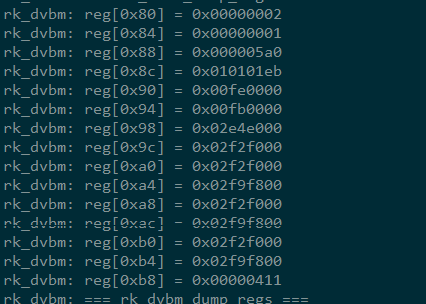 rk_dvbm: reg[0x80] = 0x00000002
rk_dvbm: reg[0x84] = 0x00000001
rk_dvbm: reg[0x88] = 0x000005a0
rk_dvbm: reg[0x8c] = 0x010101eb
rk_dvbm: reg[0x90] = 0x00fe0000
rk_dvbm: reg[0x94] = 0x00fb0000
rk_dvbm: reg[0x98] = 0x02e4e000
rk_dvbm: reg[0x9c] = 0x02f2f000
rk_dvbm: reg[0xa0] = 0x02f2f000
rk_dvbm: reg[0xa4] = 0x02f9f800
rk_dvbm: reg[0xa8] = 0x02f2f000
rk_dvbm: reg[0xac] = 0x02f9f800
rk_dvbm: reg[0xb0] = 0x02f2f000
rk_dvbm: reg[0xb4] = 0x02f9f800
rk_dvbm: reg[0xb8] = 0x00000411
rk_dvbm: === rk_dvbm_dump_regs ===